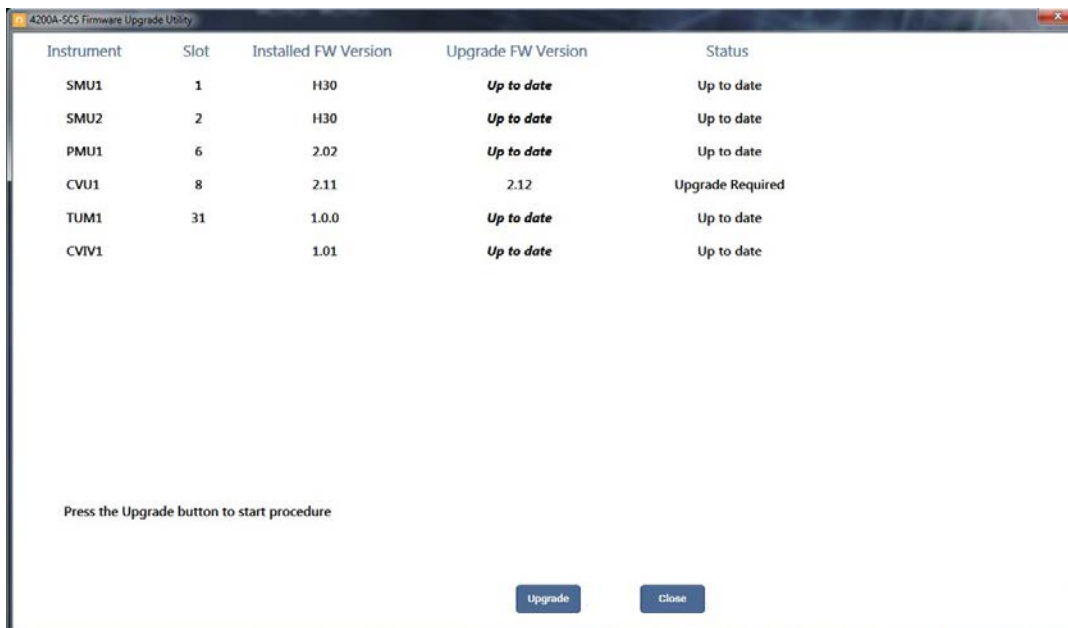 4200A-SCS Firmware Upgrade Utility
Instrument Slot Installed FW Version Upgrade FW Version Status
SMU1 1 H30 Up to date Up to date
SMU2 2 H30 Up to date Up to date
PMU1 6 2.02 Up to date Up to date
CVU1 8 2.11 2.12 Upgrade Required
TUM1 31 1.0.0 Up to date Up to date
CVIV1 1.01 Up to date Up to date
Press the Upgrade button to start procedure
Upgrade Close